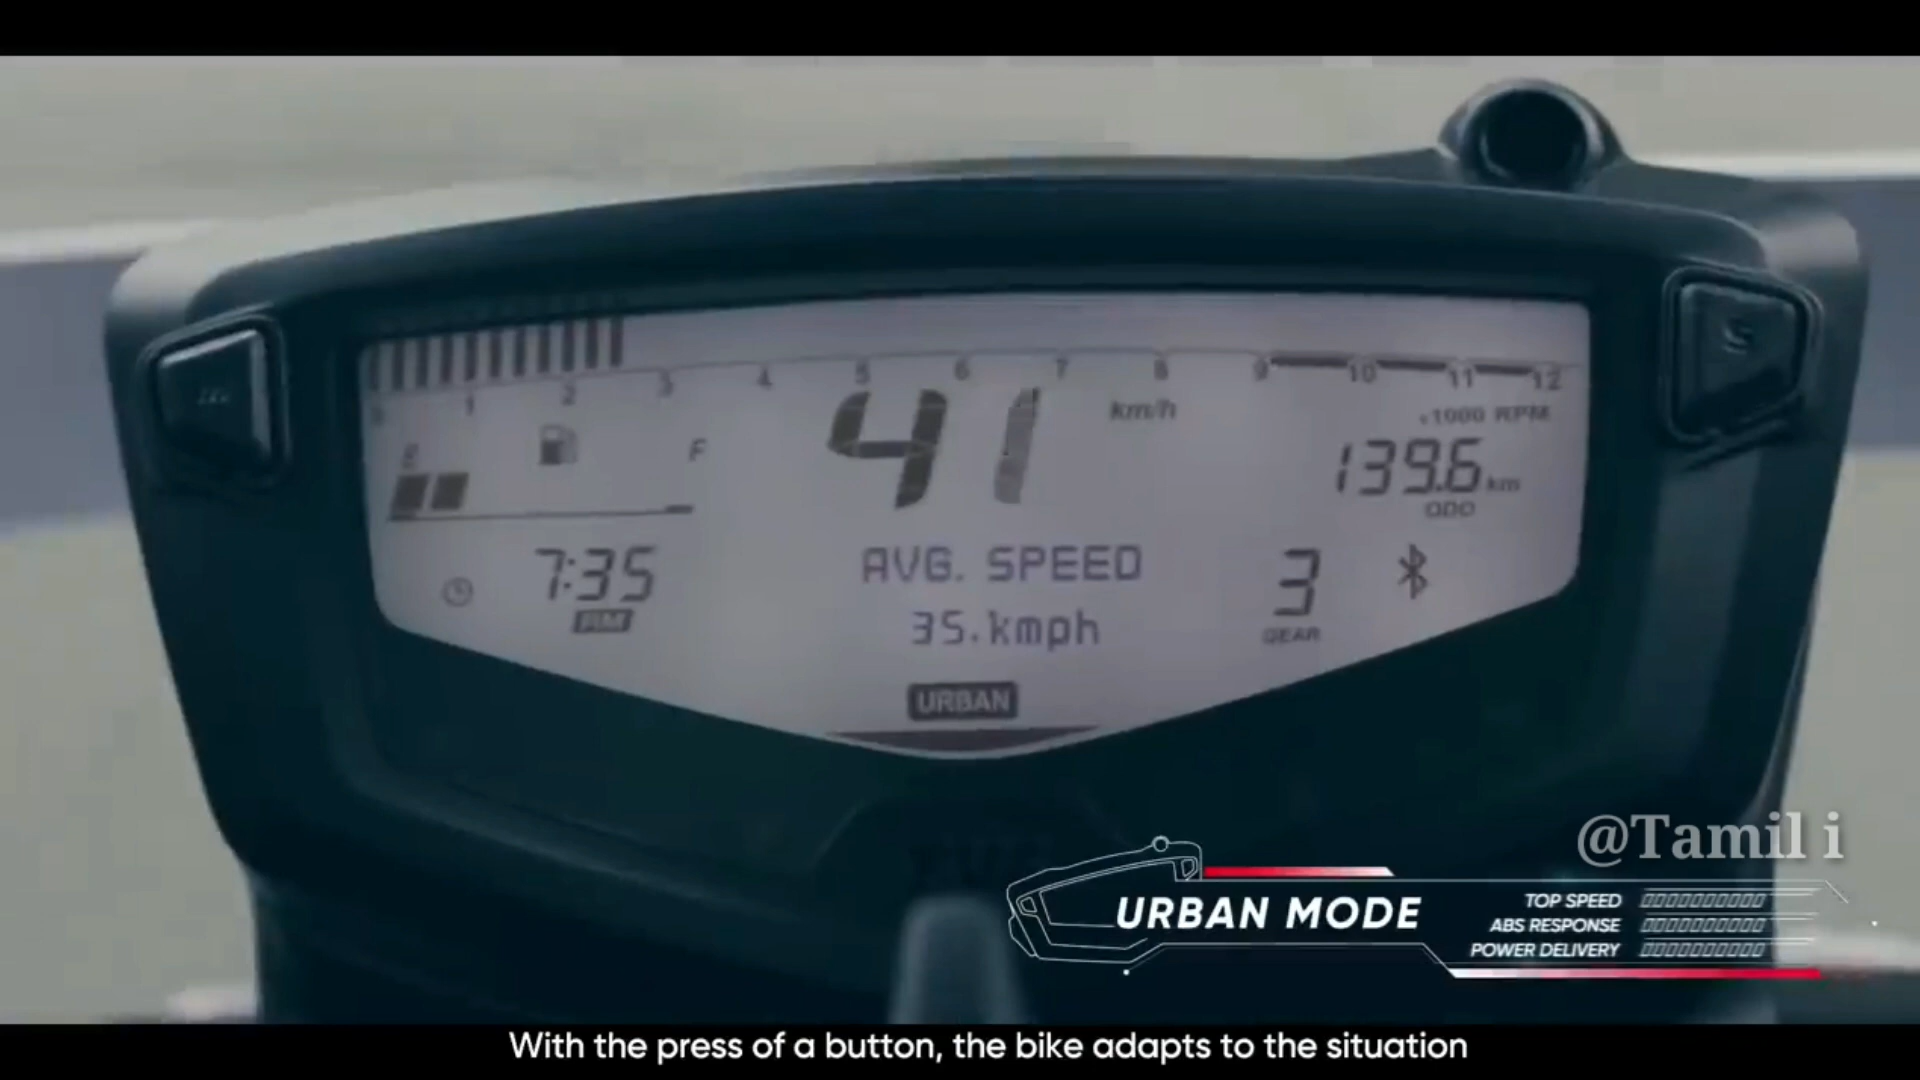 0 1 2 3 4 5 6 7 8 9 10 11 12
×1000 RPM
E F
41 km/h
139.6 km
ODO
7:35
AVG. SPEED
3
35.kmph
GEAR
URBAN
@Tamil i
URBAN MODE
TOP SPEED
ABS RESPONSE
POWER DELIVERY
With the press of a button, the bike adapts to the situation